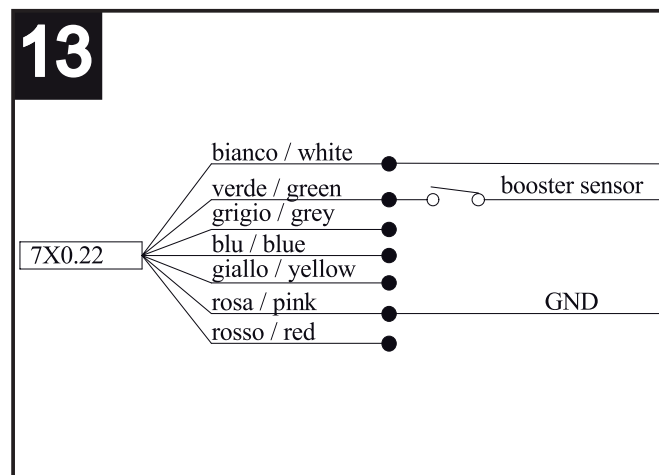 13
bianco / white
verde / green
booster sensor
grigio / grey
7X0.22
blu / blue
giallo / yellow
rosa / pink
GND
rosso / red